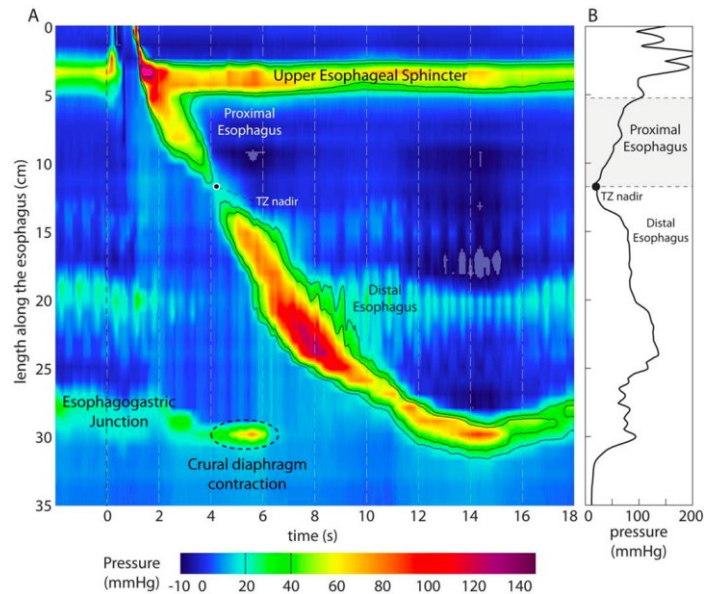 A
B
0
5
10
15
20
25
30
35
length along the esophagus (cm)
Upper Esophageal Sphincter
Proximal
Esophagus
TZ nadir
Distal
Esophagus
Esophagogastric
Junction
Crural diaphragm
contraction
0 2 4 6 8 10 12 14 16 18
time (s)
Pressure
(mmHg)
-10 0 20 40 60 80 100 120 140
Proximal
Esophagus
TZ nadir
Distal
Esophagus
0 100 200
pressure
(mmHg)